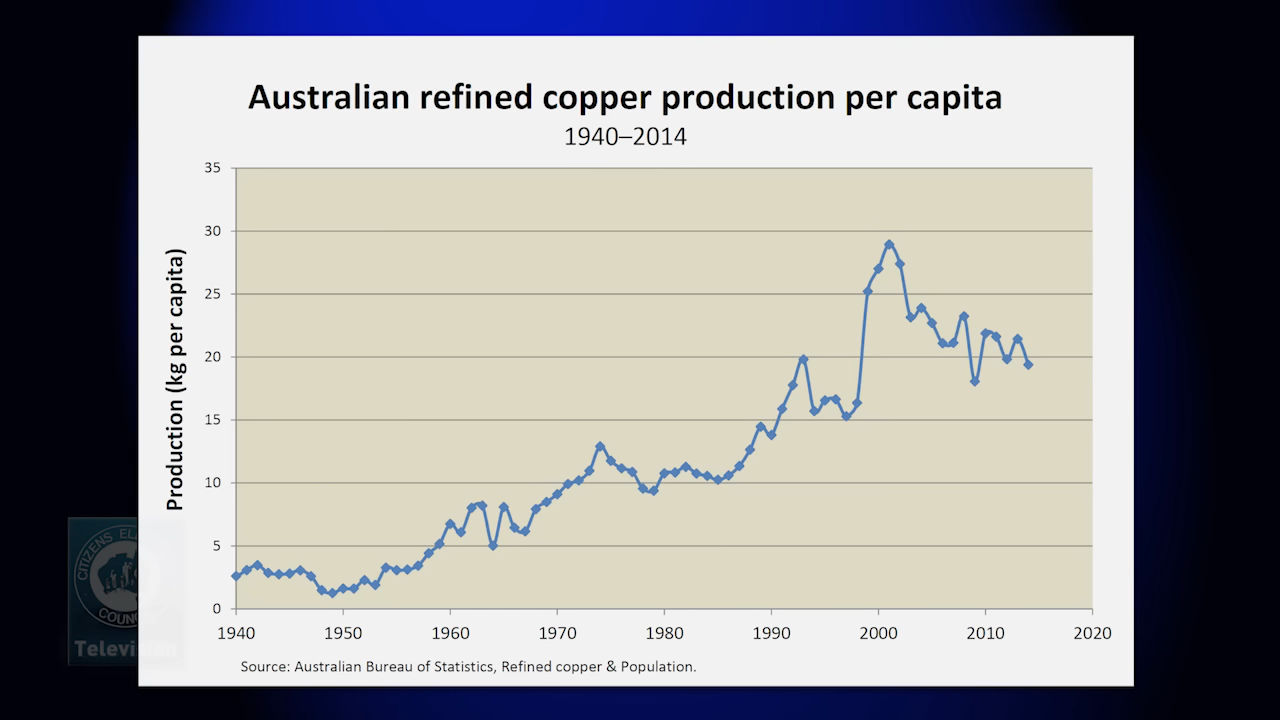 Australian refined copper production per capita
1940–2014
Production (kg per capita)
35
30
25
20
15
10
5
0
1940 1950 1960 1970 1980 1990 2000 2010 2020
Source: Australian Bureau of Statistics, Refined copper & Population.
CITIZENS
Television